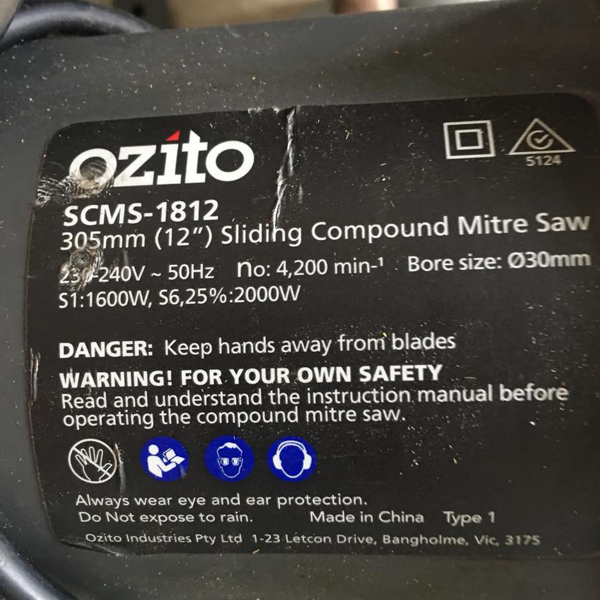 ozito
5124
SCMS-1812
305mm (12") Sliding Compound Mitre Saw
230-240V ~ 50Hz no: 4,200 min-¹ Bore size: Ø30mm
S1:1600W, S6,25%:2000W
DANGER: Keep hands away from blades
WARNING! FOR YOUR OWN SAFETY
Read and understand the instruction manual before
operating the compound mitre saw.
Always wear eye and ear protection.
Do Not expose to rain. Made in China Type 1
Ozito Industries Pty Ltd 1-23 Letcon Drive, Bangholme, Vic, 3175